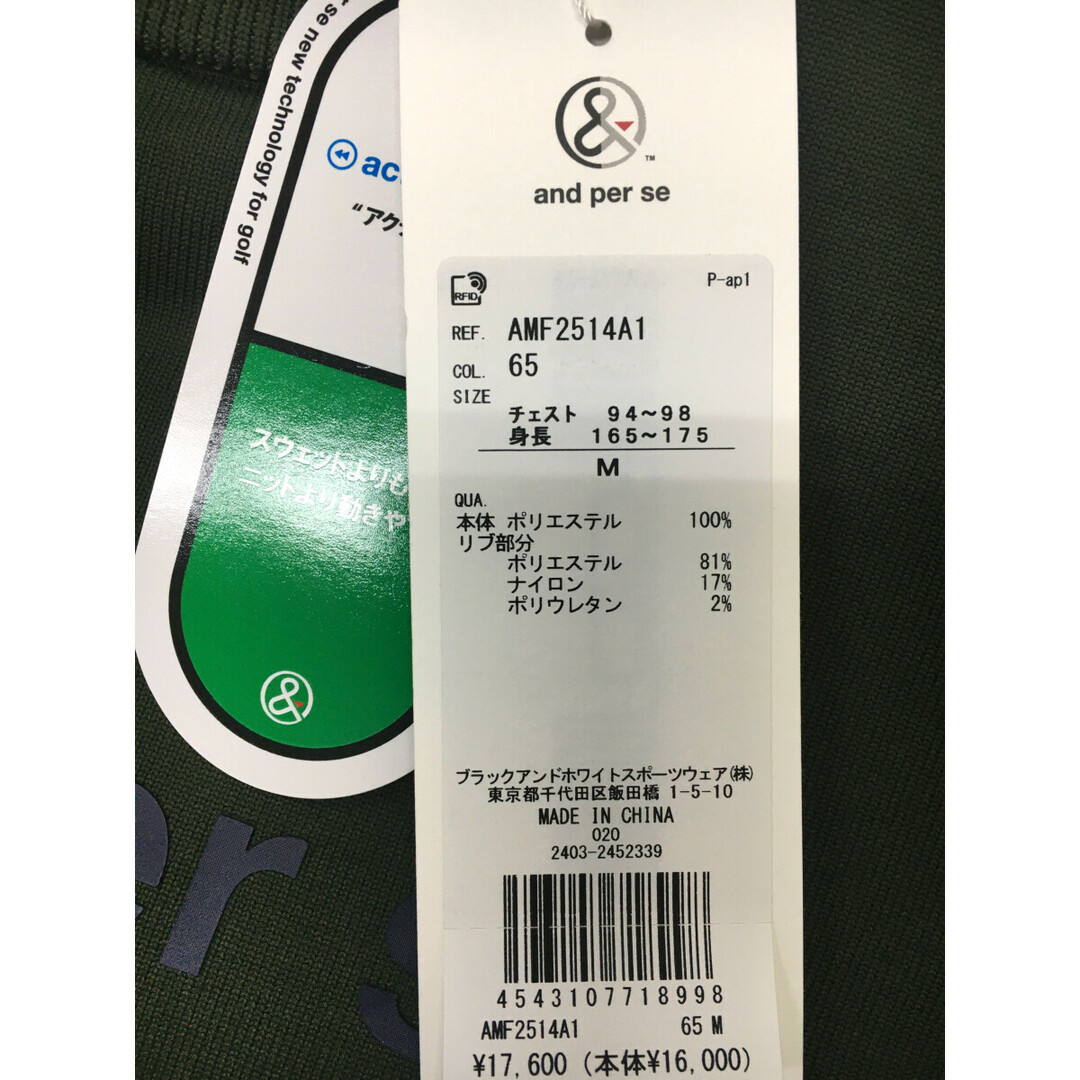 se new technology for golf
"アク
スウェットよりも
ニットより動きや
and per se
TM
P-ap1
RFID
REF. AMF2514A1
COL. 65
SIZE
チェスト 94~98
身長 165~175
M
QUA.
本体 ポリエステル 100%
リブ部分
ポリエステル 81%
ナイロン 17%
ポリウレタン 2%
ブラックアンドホワイトスポーツウェア(株)
東京都千代田区飯田橋 1-5-10
MADE IN CHINA
020
2403-2452339
4543107718998
AMF2514A1 65 M
¥17,600 (本体¥16,000)
er s